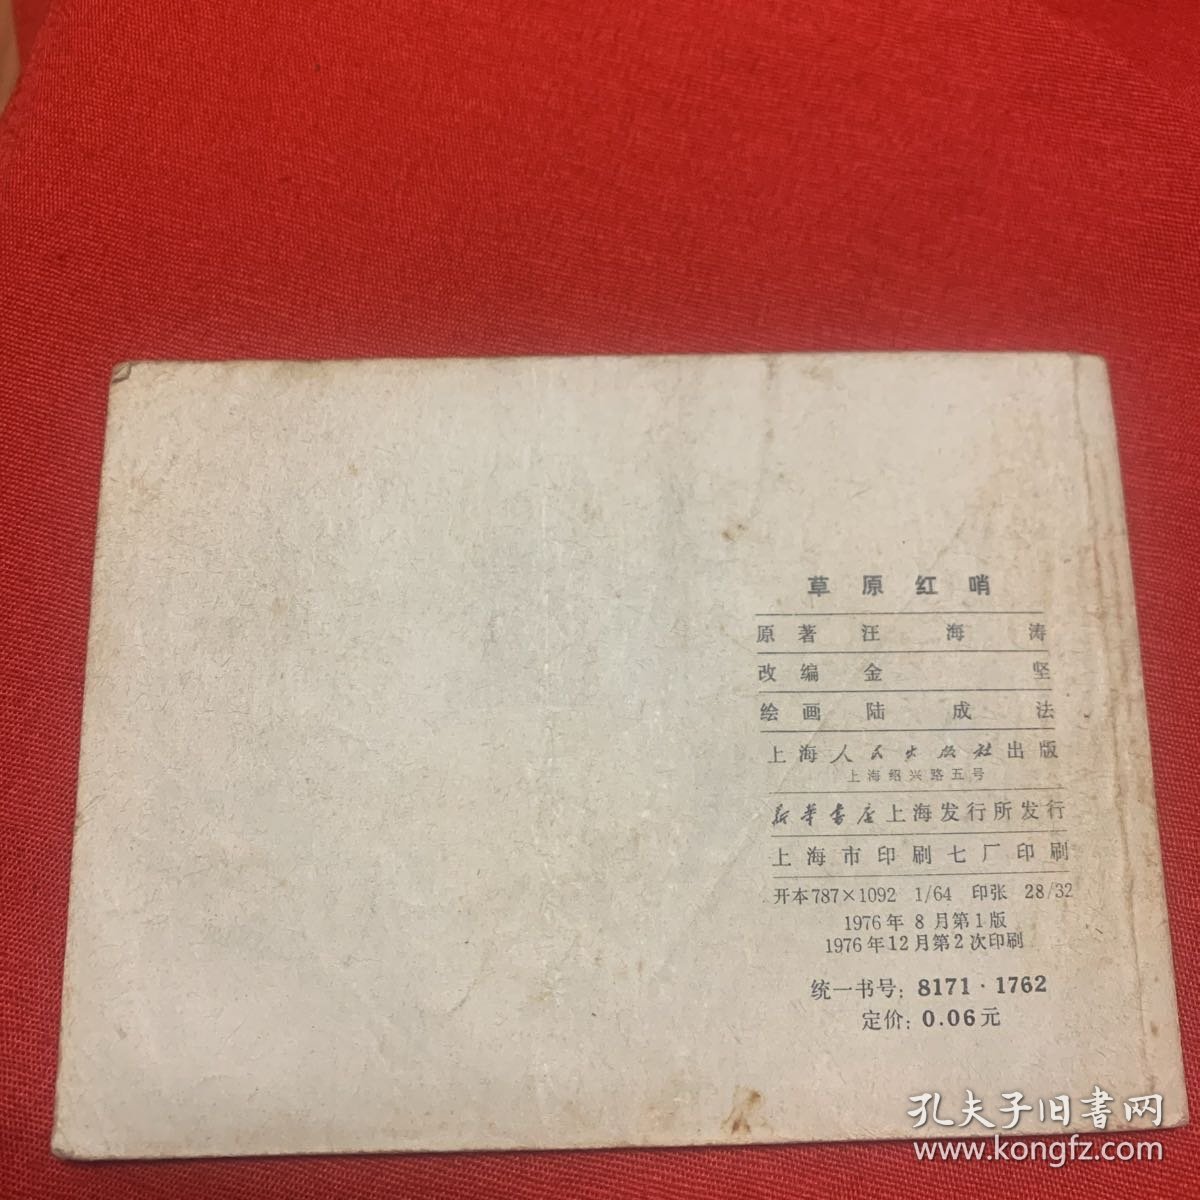 草原红哨
原著 汪海涛
改编 金坚
绘画 陆成法
上海人民出版社出版
上海绍兴路五号
新华书店上海发行所发行
上海市印刷七厂印刷
开本787×1092 1/64 印张 28/32
1976年8月第1版
1976年12月第2次印刷
统一书号：8171·1762
定价：0.06元
孔夫子旧書网
www.kongfz.com